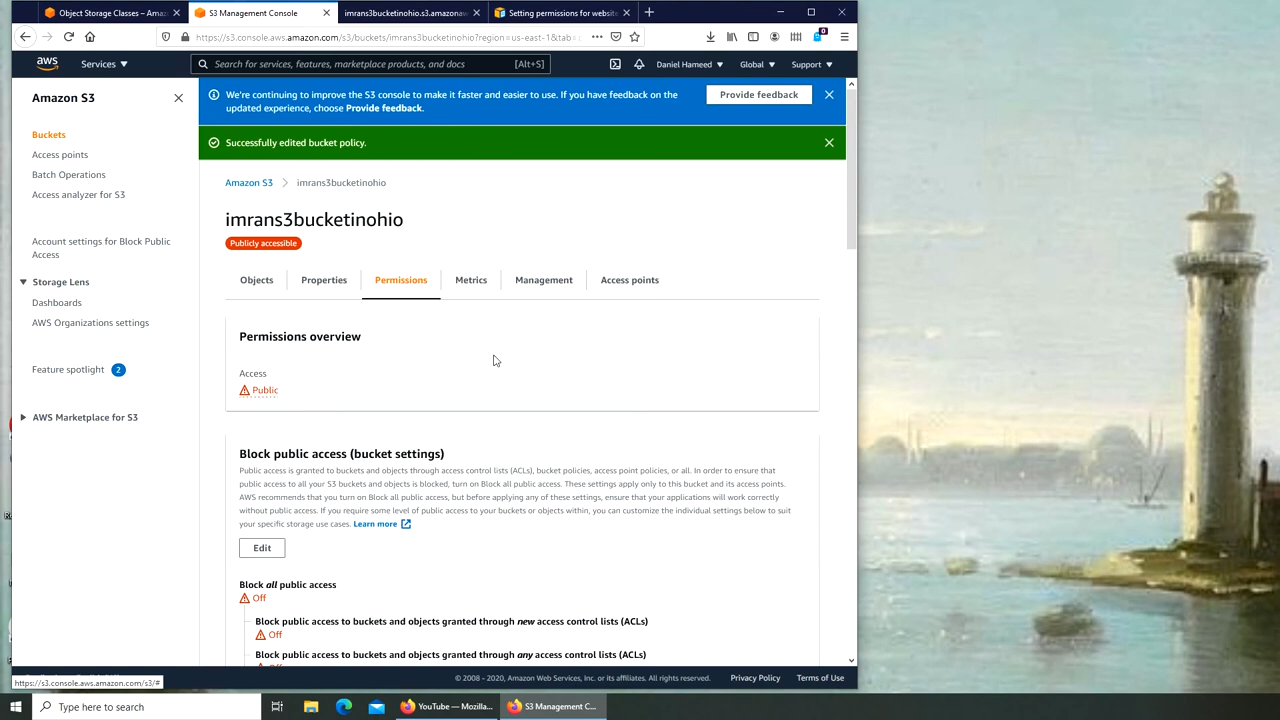 Object Storage Classes – Amaz
S3 Management Console
imrans3bucketinohio.s3.amazonaw
Setting permissions for website
https://s3.console.aws.amazon.com/s3/buckets/imrans3bucketinohio?region=us-east-1&tab=
aws
Services
Search for services, features, marketplace products, and docs
[Alt+S]
Daniel Hameed
Global
Support
Amazon S3
Buckets
Access points
Batch Operations
Access analyzer for S3
Account settings for Block Public
Access
Storage Lens
Dashboards
AWS Organizations settings
Feature spotlight
2
AWS Marketplace for S3
We're continuing to improve the S3 console to make it faster and easier to use. If you have feedback on the
updated experience, choose Provide feedback.
Provide feedback
Successfully edited bucket policy.
Amazon S3
imrans3bucketinohio
imrans3bucketinohio
Publicly accessible
Objects
Properties
Permissions
Metrics
Management
Access points
Permissions overview
Access
Public
Block public access (bucket settings)
Public access is granted to buckets and objects through access control lists (ACLs), bucket policies, access point policies, or all. In order to ensure that
public access to all your S3 buckets and objects is blocked, turn on Block all public access. These settings apply only to this bucket and its access points.
AWS recommends that you turn on Block all public access, but before applying any of these settings, ensure that your applications will work correctly
without public access. If you require some level of public access to your buckets or objects within, you can customize the individual settings below to suit
your specific storage use cases. Learn more
Edit
Block all public access
Off
Block public access to buckets and objects granted through new access control lists (ACLs)
Off
Block public access to buckets and objects granted through any access control lists (ACLs)
© 2008 - 2020, Amazon Web Services, Inc. or its affiliates. All rights reserved.
Privacy Policy
Terms of Use
https://s3.console.aws.amazon.com/s3/#
Type here to search
YouTube — Mozilla...
S3 Management C...